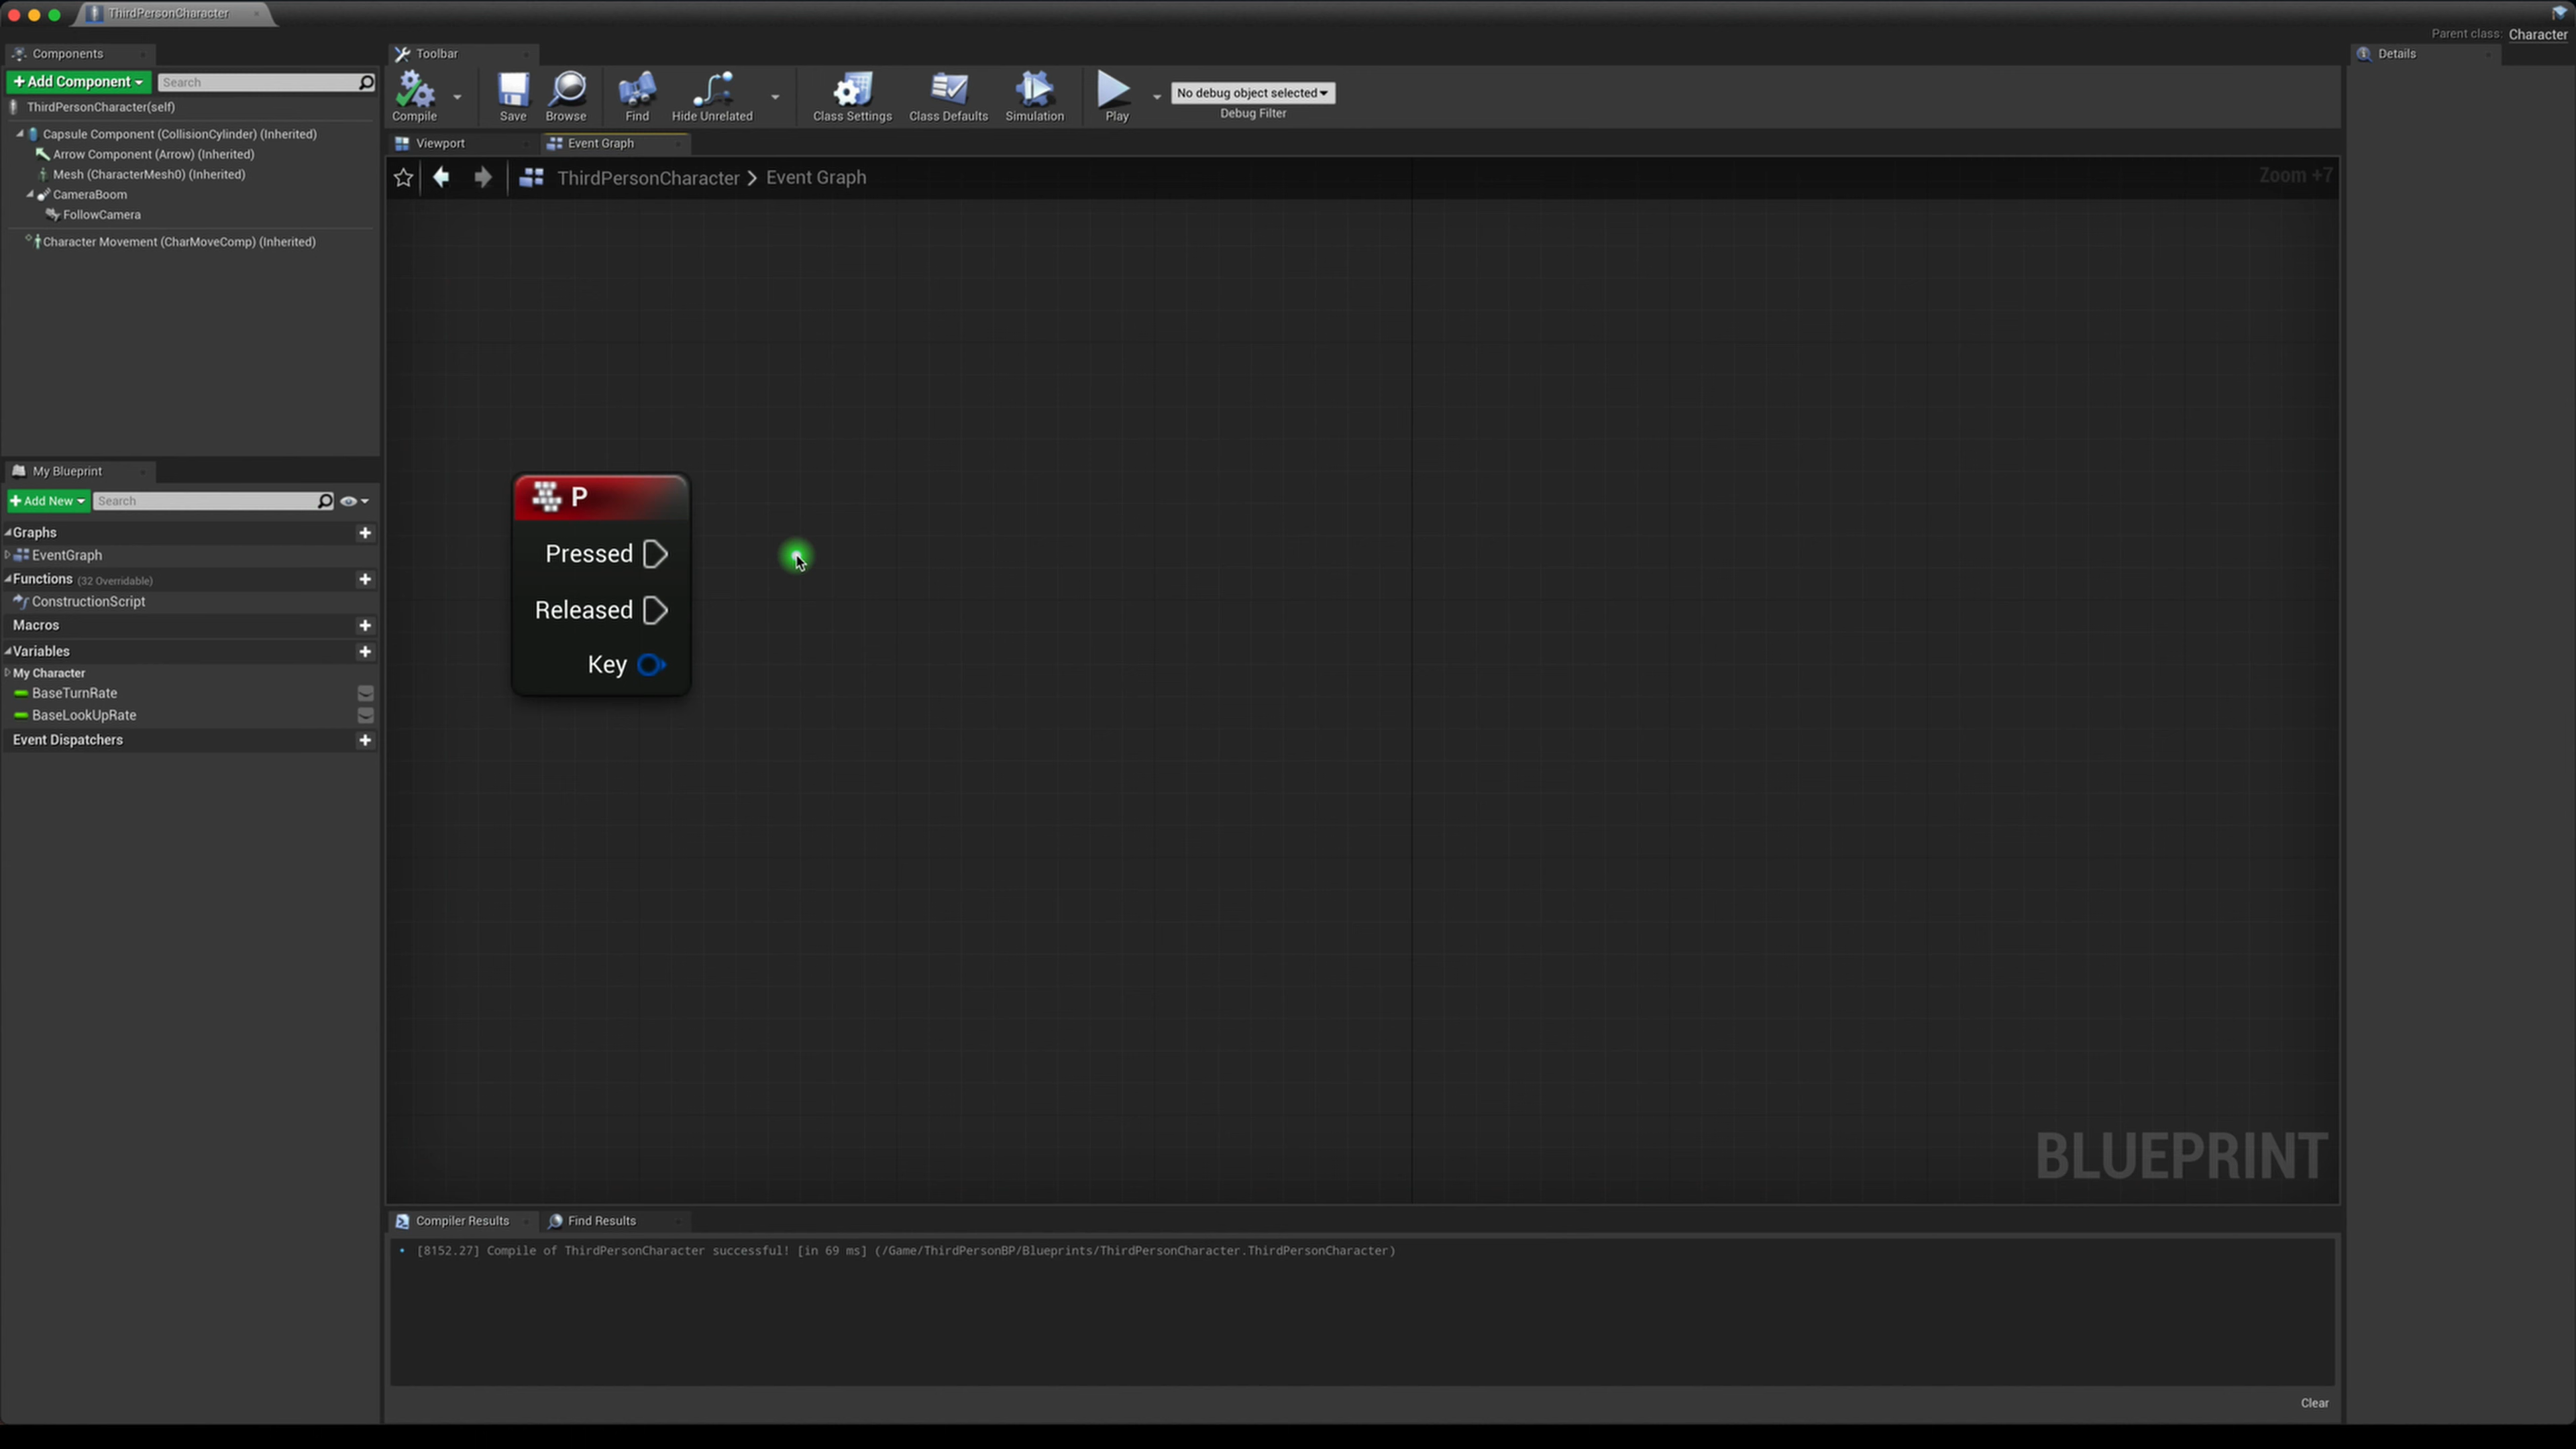 ThirdPersonCharacter
Parent class: Character
Components
Toolbar
Details
+Add Component
Search
ThirdPersonCharacter(self)
Capsule Component (CollisionCylinder) (Inherited)
Arrow Component (Arrow) (Inherited)
Mesh (CharacterMesh0) (Inherited)
CameraBoom
FollowCamera
Character Movement (CharMoveComp) (Inherited)
Compile
Save
Browse
Find
Hide Unrelated
Class Settings
Class Defaults
Simulation
Play
No debug object selected
Debug Filter
Viewport
Event Graph
ThirdPersonCharacter > Event Graph
Zoom +7
P
Pressed
Released
Key
BLUEPRINT
My Blueprint
+Add New
Search
Graphs
EventGraph
Functions (32 Overridable)
ConstructionScript
Macros
Variables
My Character
BaseTurnRate
BaseLookUpRate
Event Dispatchers
Compiler Results
Find Results
[8152.27] Compile of ThirdPersonCharacter successful! [in 69 ms] (/Game/ThirdPersonBP/Blueprints/ThirdPersonCharacter.ThirdPersonCharacter)
Clear